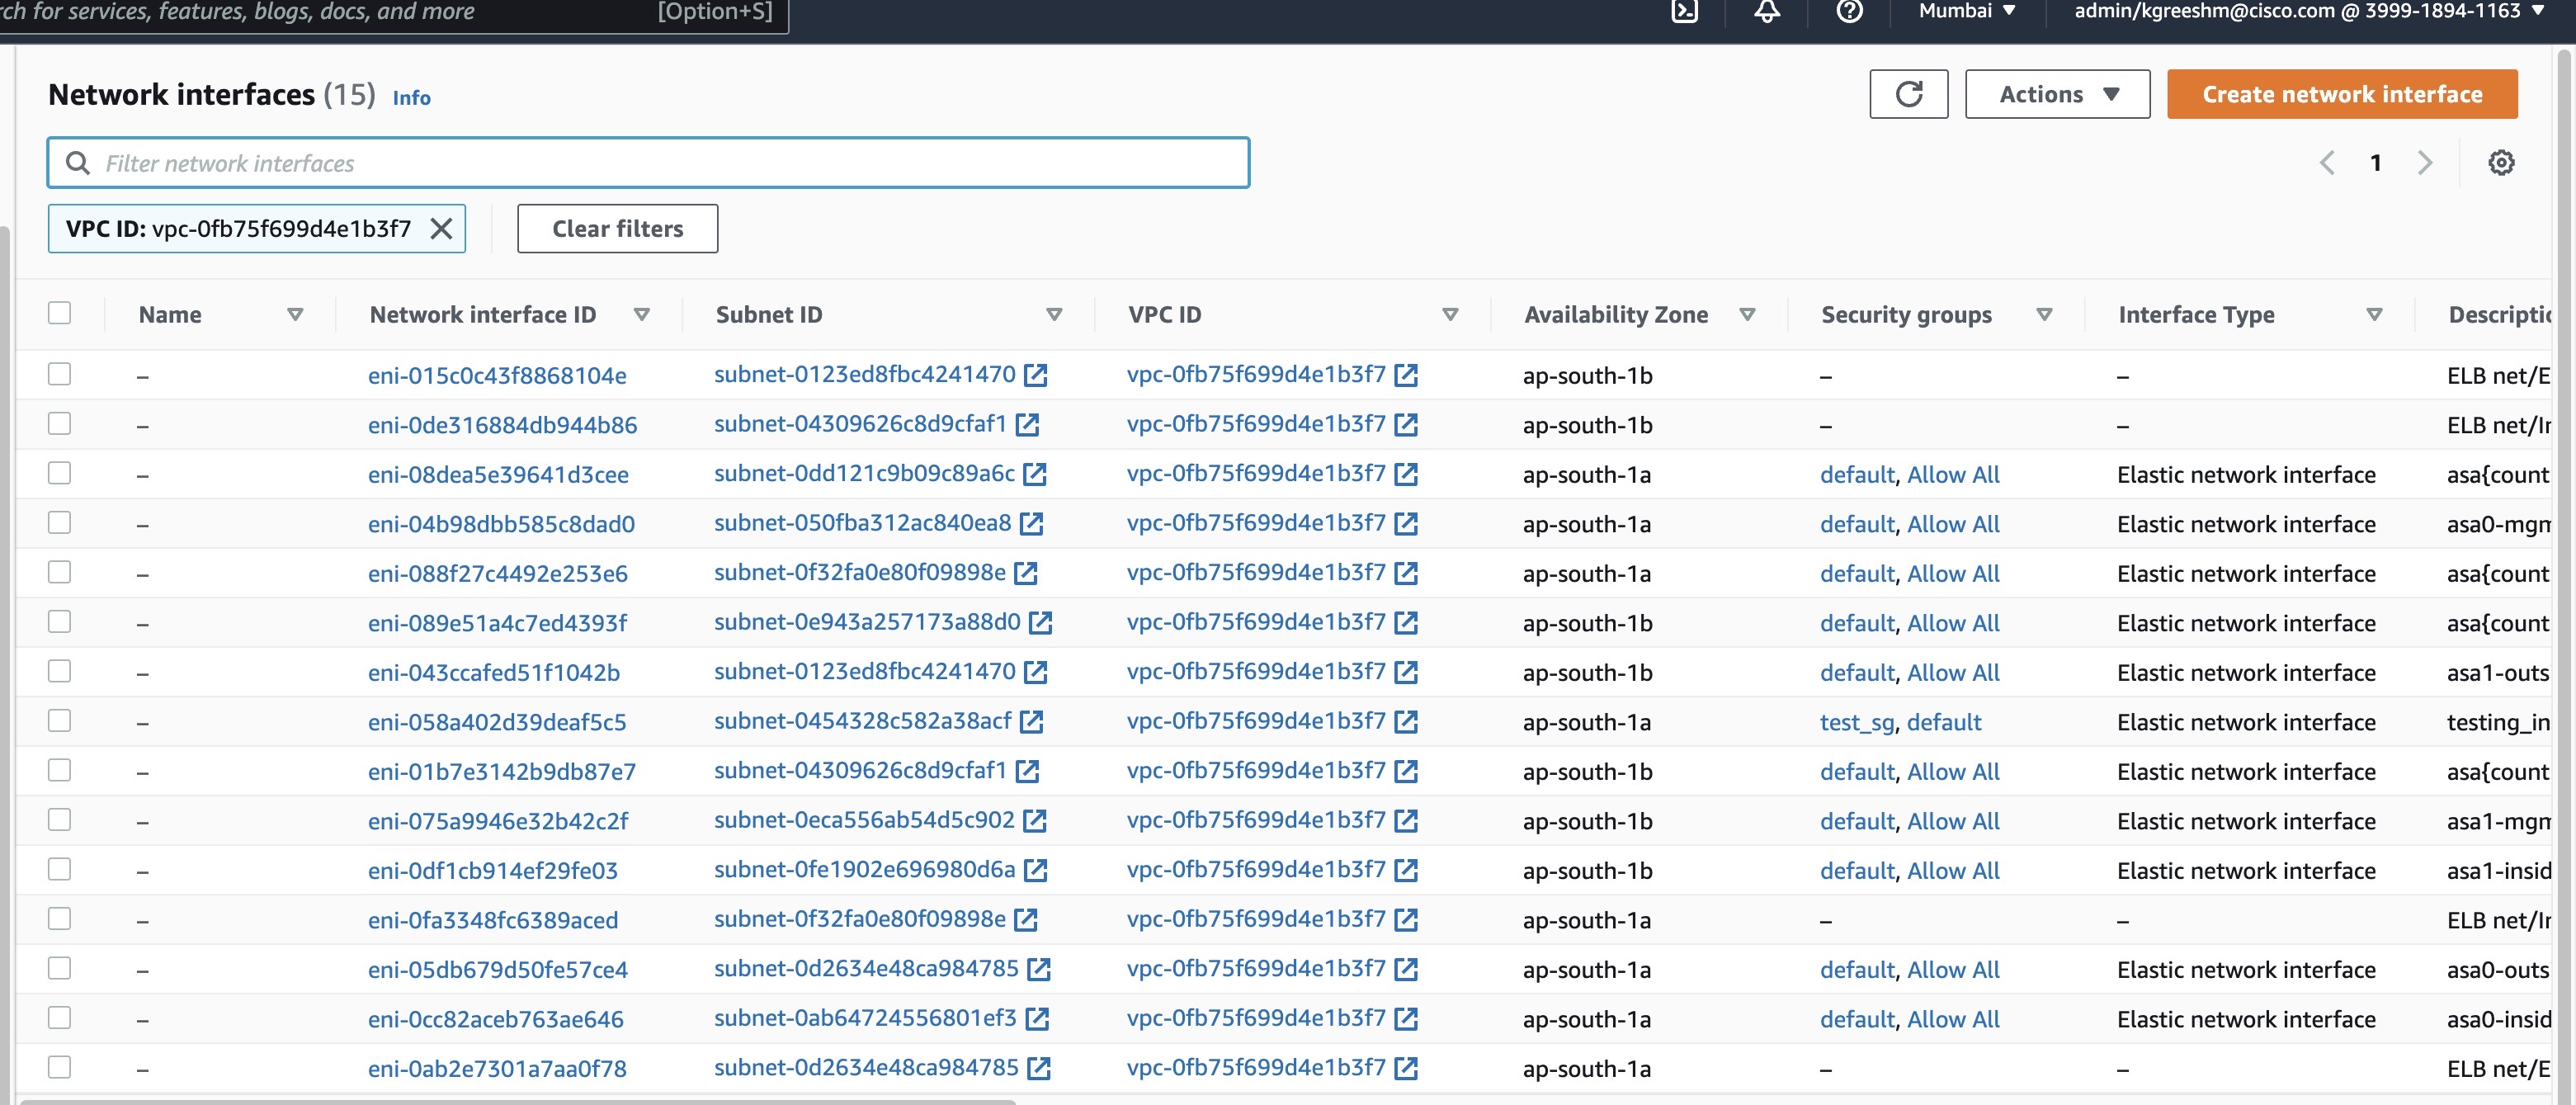 rch for services, features, blogs, docs, and more [Option+S] Mumbai ▼ admin/kgreeshm@cisco.com @ 3999-1894-1163 ▼
Network interfaces (15) Info Actions ▼ Create network interface
Filter network interfaces 1
VPC ID: vpc-0fb75f699d4e1b3f7 Clear filters
Name Network interface ID Subnet ID VPC ID Availability Zone Security groups Interface Type Descriptic
– eni-015c0c43f8868104e subnet-0123ed8fbc4241470 vpc-0fb75f699d4e1b3f7 ap-south-1b – – ELB net/E
– eni-0de316884db944b86 subnet-04309626c8d9cfaf1 vpc-0fb75f699d4e1b3f7 ap-south-1b – – ELB net/Ir
– eni-08dea5e39641d3cee subnet-0dd121c9b09c89a6c vpc-0fb75f699d4e1b3f7 ap-south-1a default, Allow All Elastic network interface asa{count
– eni-04b98dbb585c8dad0 subnet-050fba312ac840ea8 vpc-0fb75f699d4e1b3f7 ap-south-1a default, Allow All Elastic network interface asa0-mgm
– eni-088f27c4492e253e6 subnet-0f32fa0e80f09898e vpc-0fb75f699d4e1b3f7 ap-south-1a default, Allow All Elastic network interface asa{count
– eni-089e51a4c7ed4393f subnet-0e943a257173a88d0 vpc-0fb75f699d4e1b3f7 ap-south-1b default, Allow All Elastic network interface asa{count
– eni-043ccafed51f1042b subnet-0123ed8fbc4241470 vpc-0fb75f699d4e1b3f7 ap-south-1b default, Allow All Elastic network interface asa1-outs
– eni-058a402d39deaf5c5 subnet-0454328c582a38acf vpc-0fb75f699d4e1b3f7 ap-south-1a test_sg, default Elastic network interface testing_in
– eni-01b7e3142b9db87e7 subnet-04309626c8d9cfaf1 vpc-0fb75f699d4e1b3f7 ap-south-1b default, Allow All Elastic network interface asa{count
– eni-075a9946e32b42c2f subnet-0eca556ab54d5c902 vpc-0fb75f699d4e1b3f7 ap-south-1b default, Allow All Elastic network interface asa1-mgm
– eni-0df1cb914ef29fe03 subnet-0fe1902e696980d6a vpc-0fb75f699d4e1b3f7 ap-south-1b default, Allow All Elastic network interface asa1-insid
– eni-0fa3348fc6389aced subnet-0f32fa0e80f09898e vpc-0fb75f699d4e1b3f7 ap-south-1a – – ELB net/Ir
– eni-05db679d50fe57ce4 subnet-0d2634e48ca984785 vpc-0fb75f699d4e1b3f7 ap-south-1a default, Allow All Elastic network interface asa0-outs
– eni-0cc82aceb763ae646 subnet-0ab64724556801ef3 vpc-0fb75f699d4e1b3f7 ap-south-1a default, Allow All Elastic network interface asa0-insid
– eni-0ab2e7301a7aa0f78 subnet-0d2634e48ca984785 vpc-0fb75f699d4e1b3f7 ap-south-1a – – ELB net/E